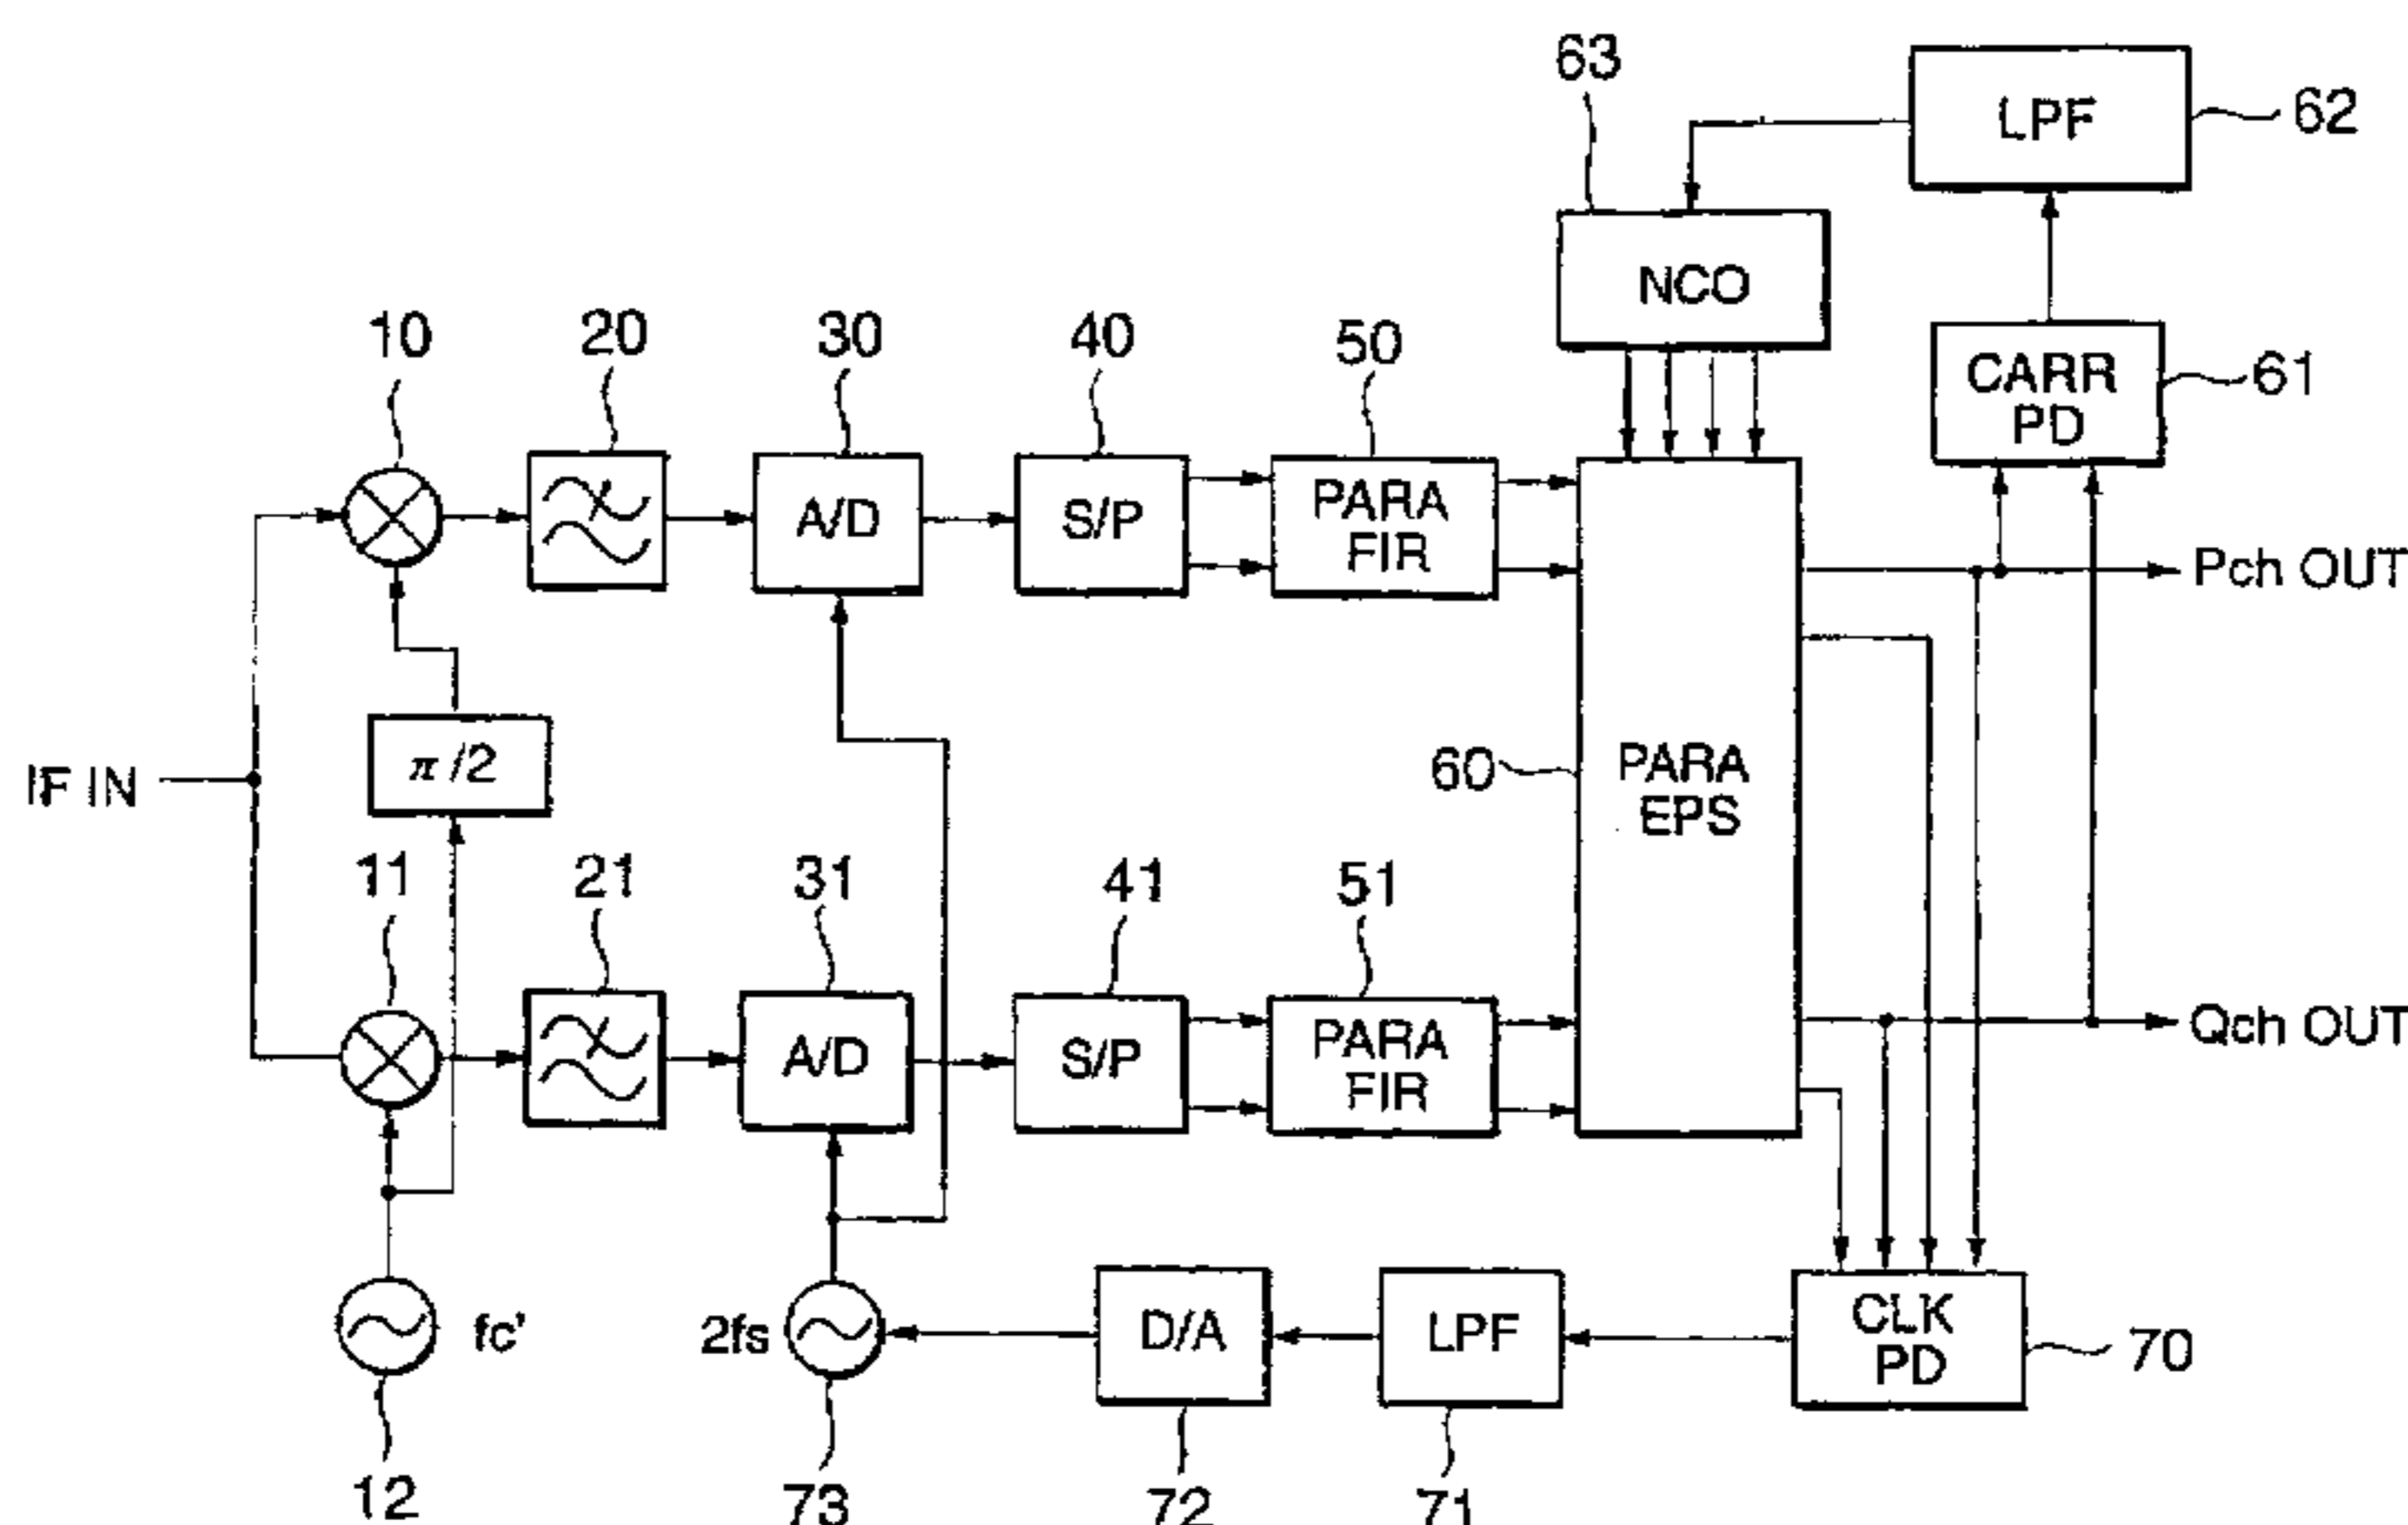 63
LPF
62
NCO
10
20
30
40
50
CARR
PD
61
A/D
S/P
PARA
FIR
Pch OUT
π/2
IF IN
60
PARA
EPS
11
21
31
41
51
A/D
S/P
PARA
FIR
Qch OUT
fc'
2fs
D/A
LPF
CLK
PD
70
12
73
72
71